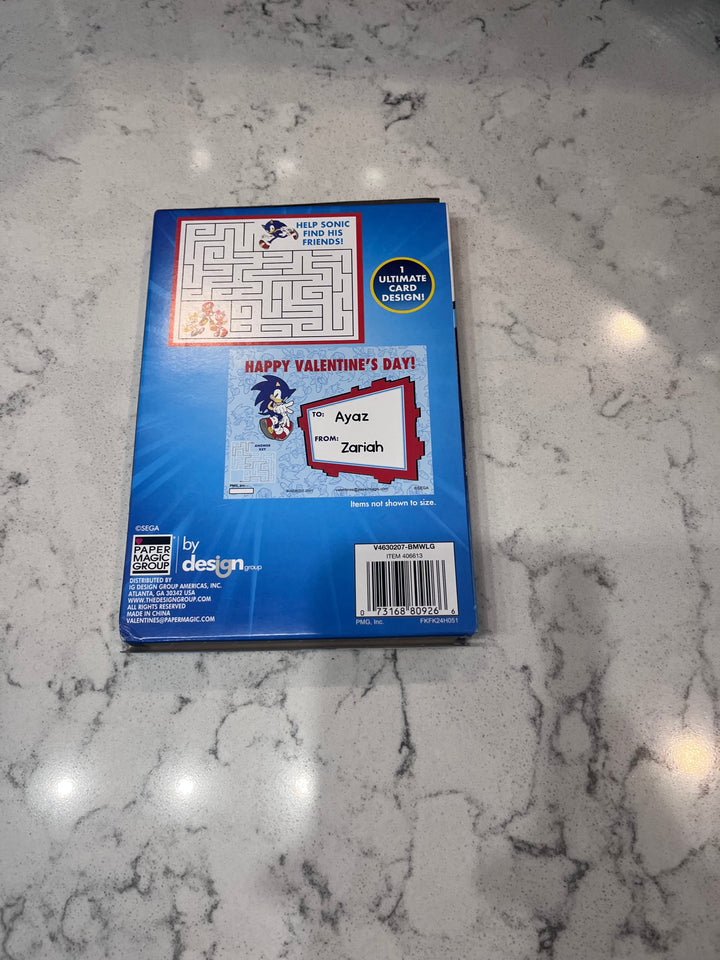 HELP SONIC
FIND HIS
FRIENDS!
1
ULTIMATE
CARD
DESIGN!
HAPPY VALENTINE'S DAY!
TO: Ayaz
FROM: Zariah
ANSWER
KEY
©SEGA
Items not shown to size.
©SEGA
PAPER
MAGIC
GROUP
by
design group
DISTRIBUTED BY
IG DESIGN GROUP AMERICAS, INC.
ATLANTA, GA 30342 USA
WWW.THEDESIGNGROUP.COM
ALL RIGHTS RESERVED
MADE IN CHINA
VALENTINES@PAPERMAGIC.COM
V4630207-BMWLG
ITEM 406613
0 73168 80926 6
PMG, Inc.
FKFK24H051